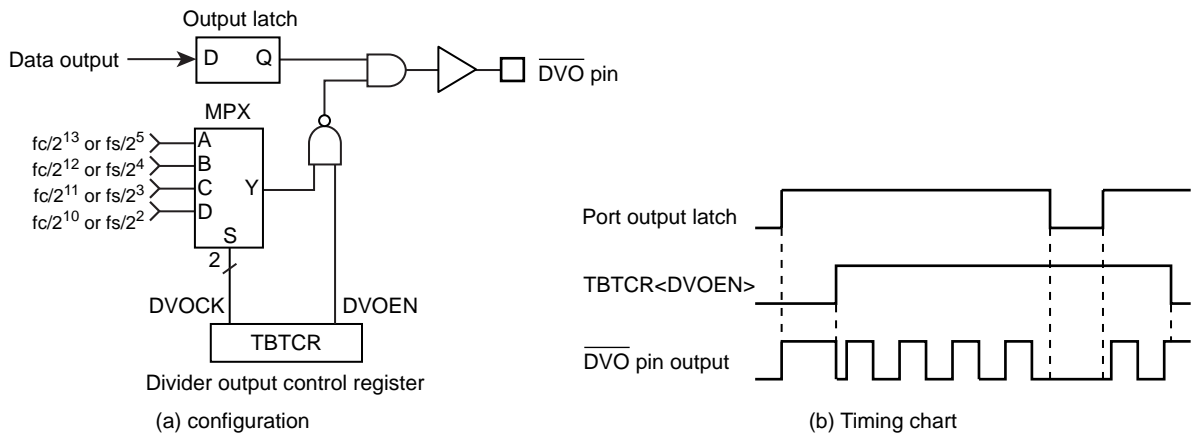 Output latch
Data output
D Q
DVO pin
MPX
fc/2^13 or fs/2^5
A
fc/2^12 or fs/2^4
B
fc/2^11 or fs/2^3
C
Y
fc/2^10 or fs/2^2
D
S
2
DVOCK
DVOEN
TBTCR
Divider output control register
(a) configuration
Port output latch
TBTCR<DVOEN>
DVO pin output
(b) Timing chart